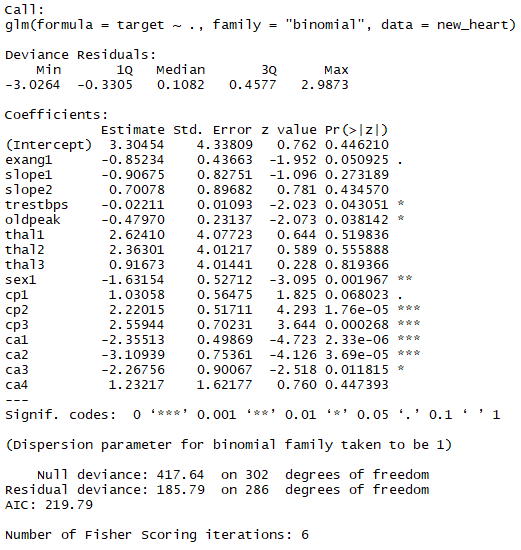 Call:
glm(formula = target ~ ., family = "binomial", data = new_heart)

Deviance Residuals:
    Min       1Q   Median       3Q      Max
-3.0264  -0.3305   0.1082   0.4577   2.9873

Coefficients:
            Estimate Std. Error z value Pr(>|z|)
(Intercept)  3.30454    4.33809   0.762 0.446210
exang1      -0.85234    0.43663  -1.952 0.050925 .
slope1      -0.90675    0.82751  -1.096 0.273189
slope2       0.70078    0.89682   0.781 0.434570
trestbps    -0.02211    0.01093  -2.023 0.043051 *
oldpeak     -0.47970    0.23137  -2.073 0.038142 *
thal1        2.62410    4.07723   0.644 0.519836
thal2        2.36301    4.01217   0.589 0.555888
thal3        0.91673    4.01441   0.228 0.819366
sex1        -1.63154    0.52712  -3.095 0.001967 **
cp1          1.03058    0.56475   1.825 0.068023 .
cp2          2.22015    0.51711   4.293 1.76e-05 ***
cp3          2.55944    0.70231   3.644 0.000268 ***
ca1         -2.35513    0.49869  -4.723 2.33e-06 ***
ca2         -3.10939    0.75361  -4.126 3.69e-05 ***
ca3         -2.26756    0.90067  -2.518 0.011815 *
ca4          1.23217    1.62177   0.760 0.447393
---
Signif. codes:  0 ‘***’ 0.001 ‘**’ 0.01 ‘*’ 0.05 ‘.’ 0.1 ‘ ’ 1

(Dispersion parameter for binomial family taken to be 1)

    Null deviance: 417.64  on 302  degrees of freedom
Residual deviance: 185.79  on 286  degrees of freedom
AIC: 219.79

Number of Fisher Scoring iterations: 6